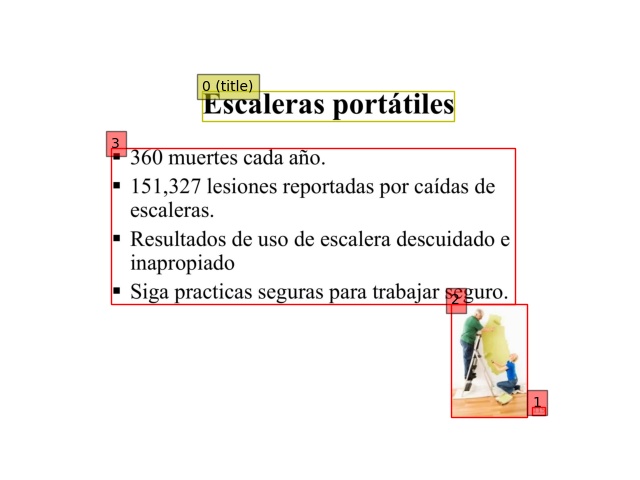 0 (title)
Escaleras portátiles
3
▪ 360 muertes cada año.
▪ 151,327 lesiones reportadas por caídas de
escaleras.
▪ Resultados de uso de escalera descuidado e
inapropiado
▪ Siga practicas seguras para trabajar seguro.
2
1